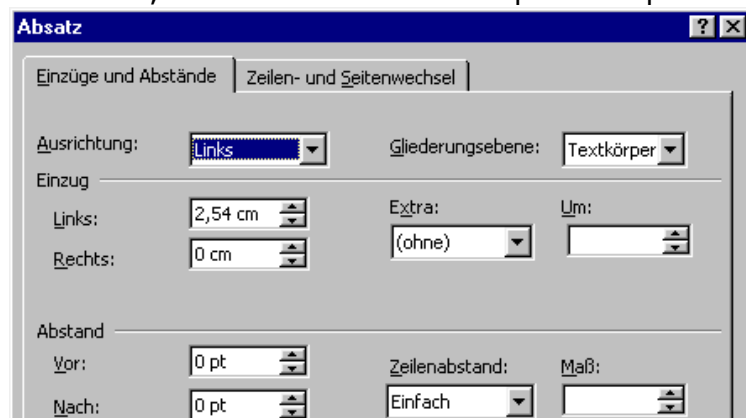 Absatz
Einzüge und Abstände Zeilen- und Seitenwechsel
Ausrichtung: Links Gliederungsebene: Textkörper
Einzug
Links: 2,54 cm Extra: Um:
Rechts: 0 cm (ohne)
Abstand
Vor: 0 pt Zeilenabstand: Maß:
Nach: 0 pt Einfach